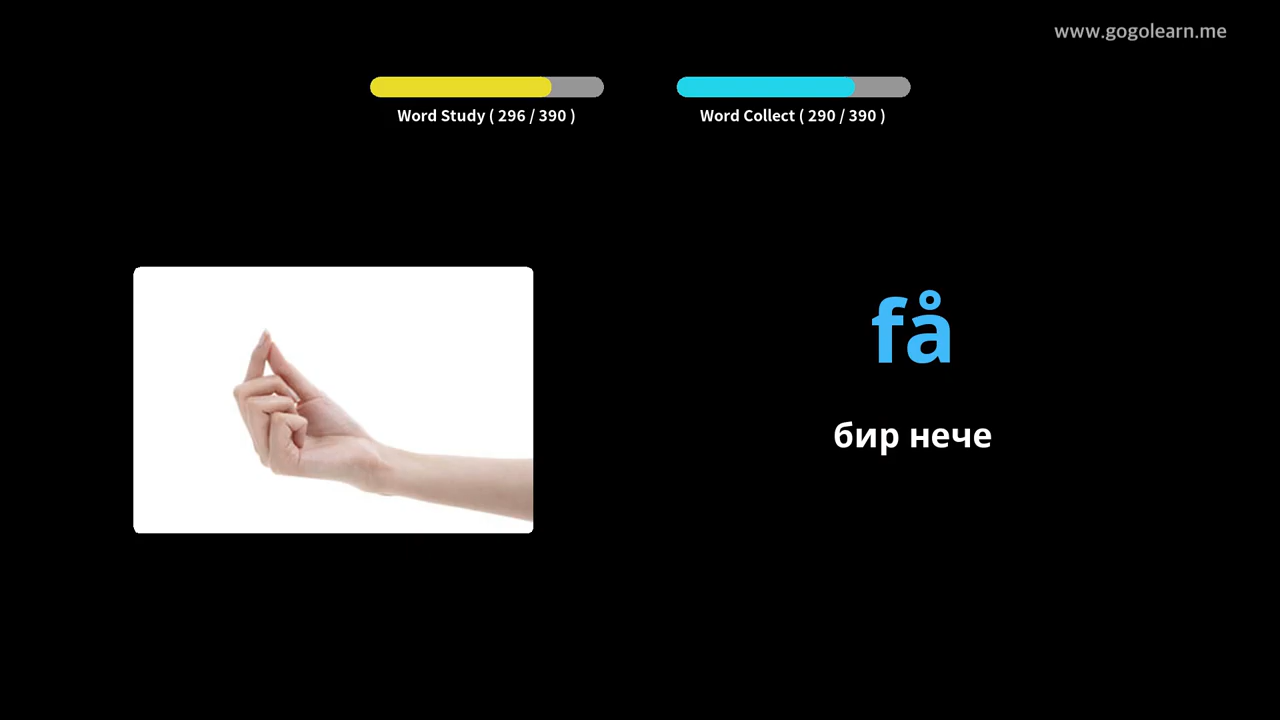 www.gogolearn.me
Word Study ( 296 / 390 )
Word Collect ( 290 / 390 )
få
бир нече